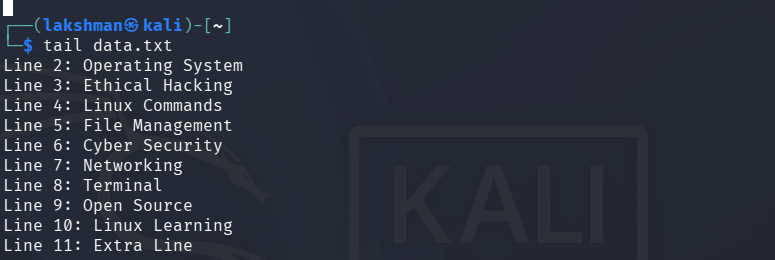 ┌──(lakshman㉿kali)-[~]
└─$ tail data.txt
Line 2: Operating System
Line 3: Ethical Hacking
Line 4: Linux Commands
Line 5: File Management
Line 6: Cyber Security
Line 7: Networking
Line 8: Terminal
Line 9: Open Source
Line 10: Linux Learning
Line 11: Extra Line
KALI